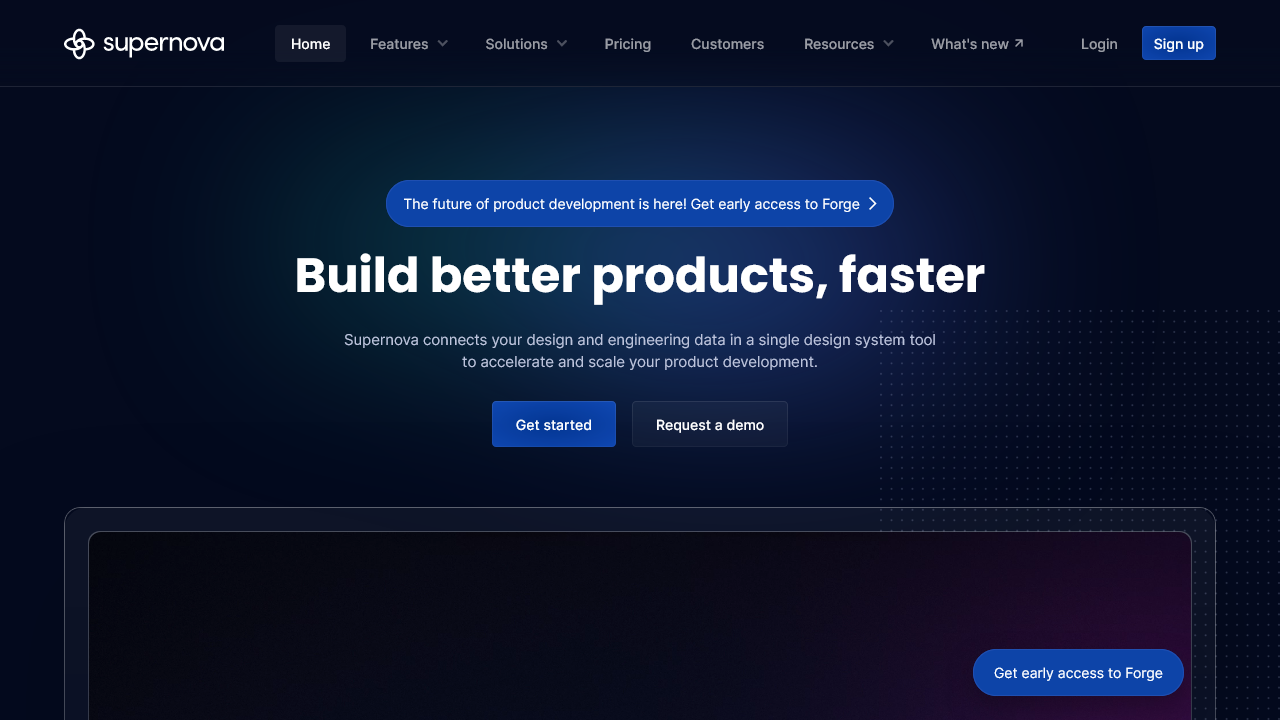 supernova
Home
Features
Solutions
Pricing
Customers
Resources
What's new
Login
Sign up
The future of product development is here! Get early access to Forge
Build better products, faster
Supernova connects your design and engineering data in a single design system tool
to accelerate and scale your product development.
Get started
Request a demo
Get early access to Forge